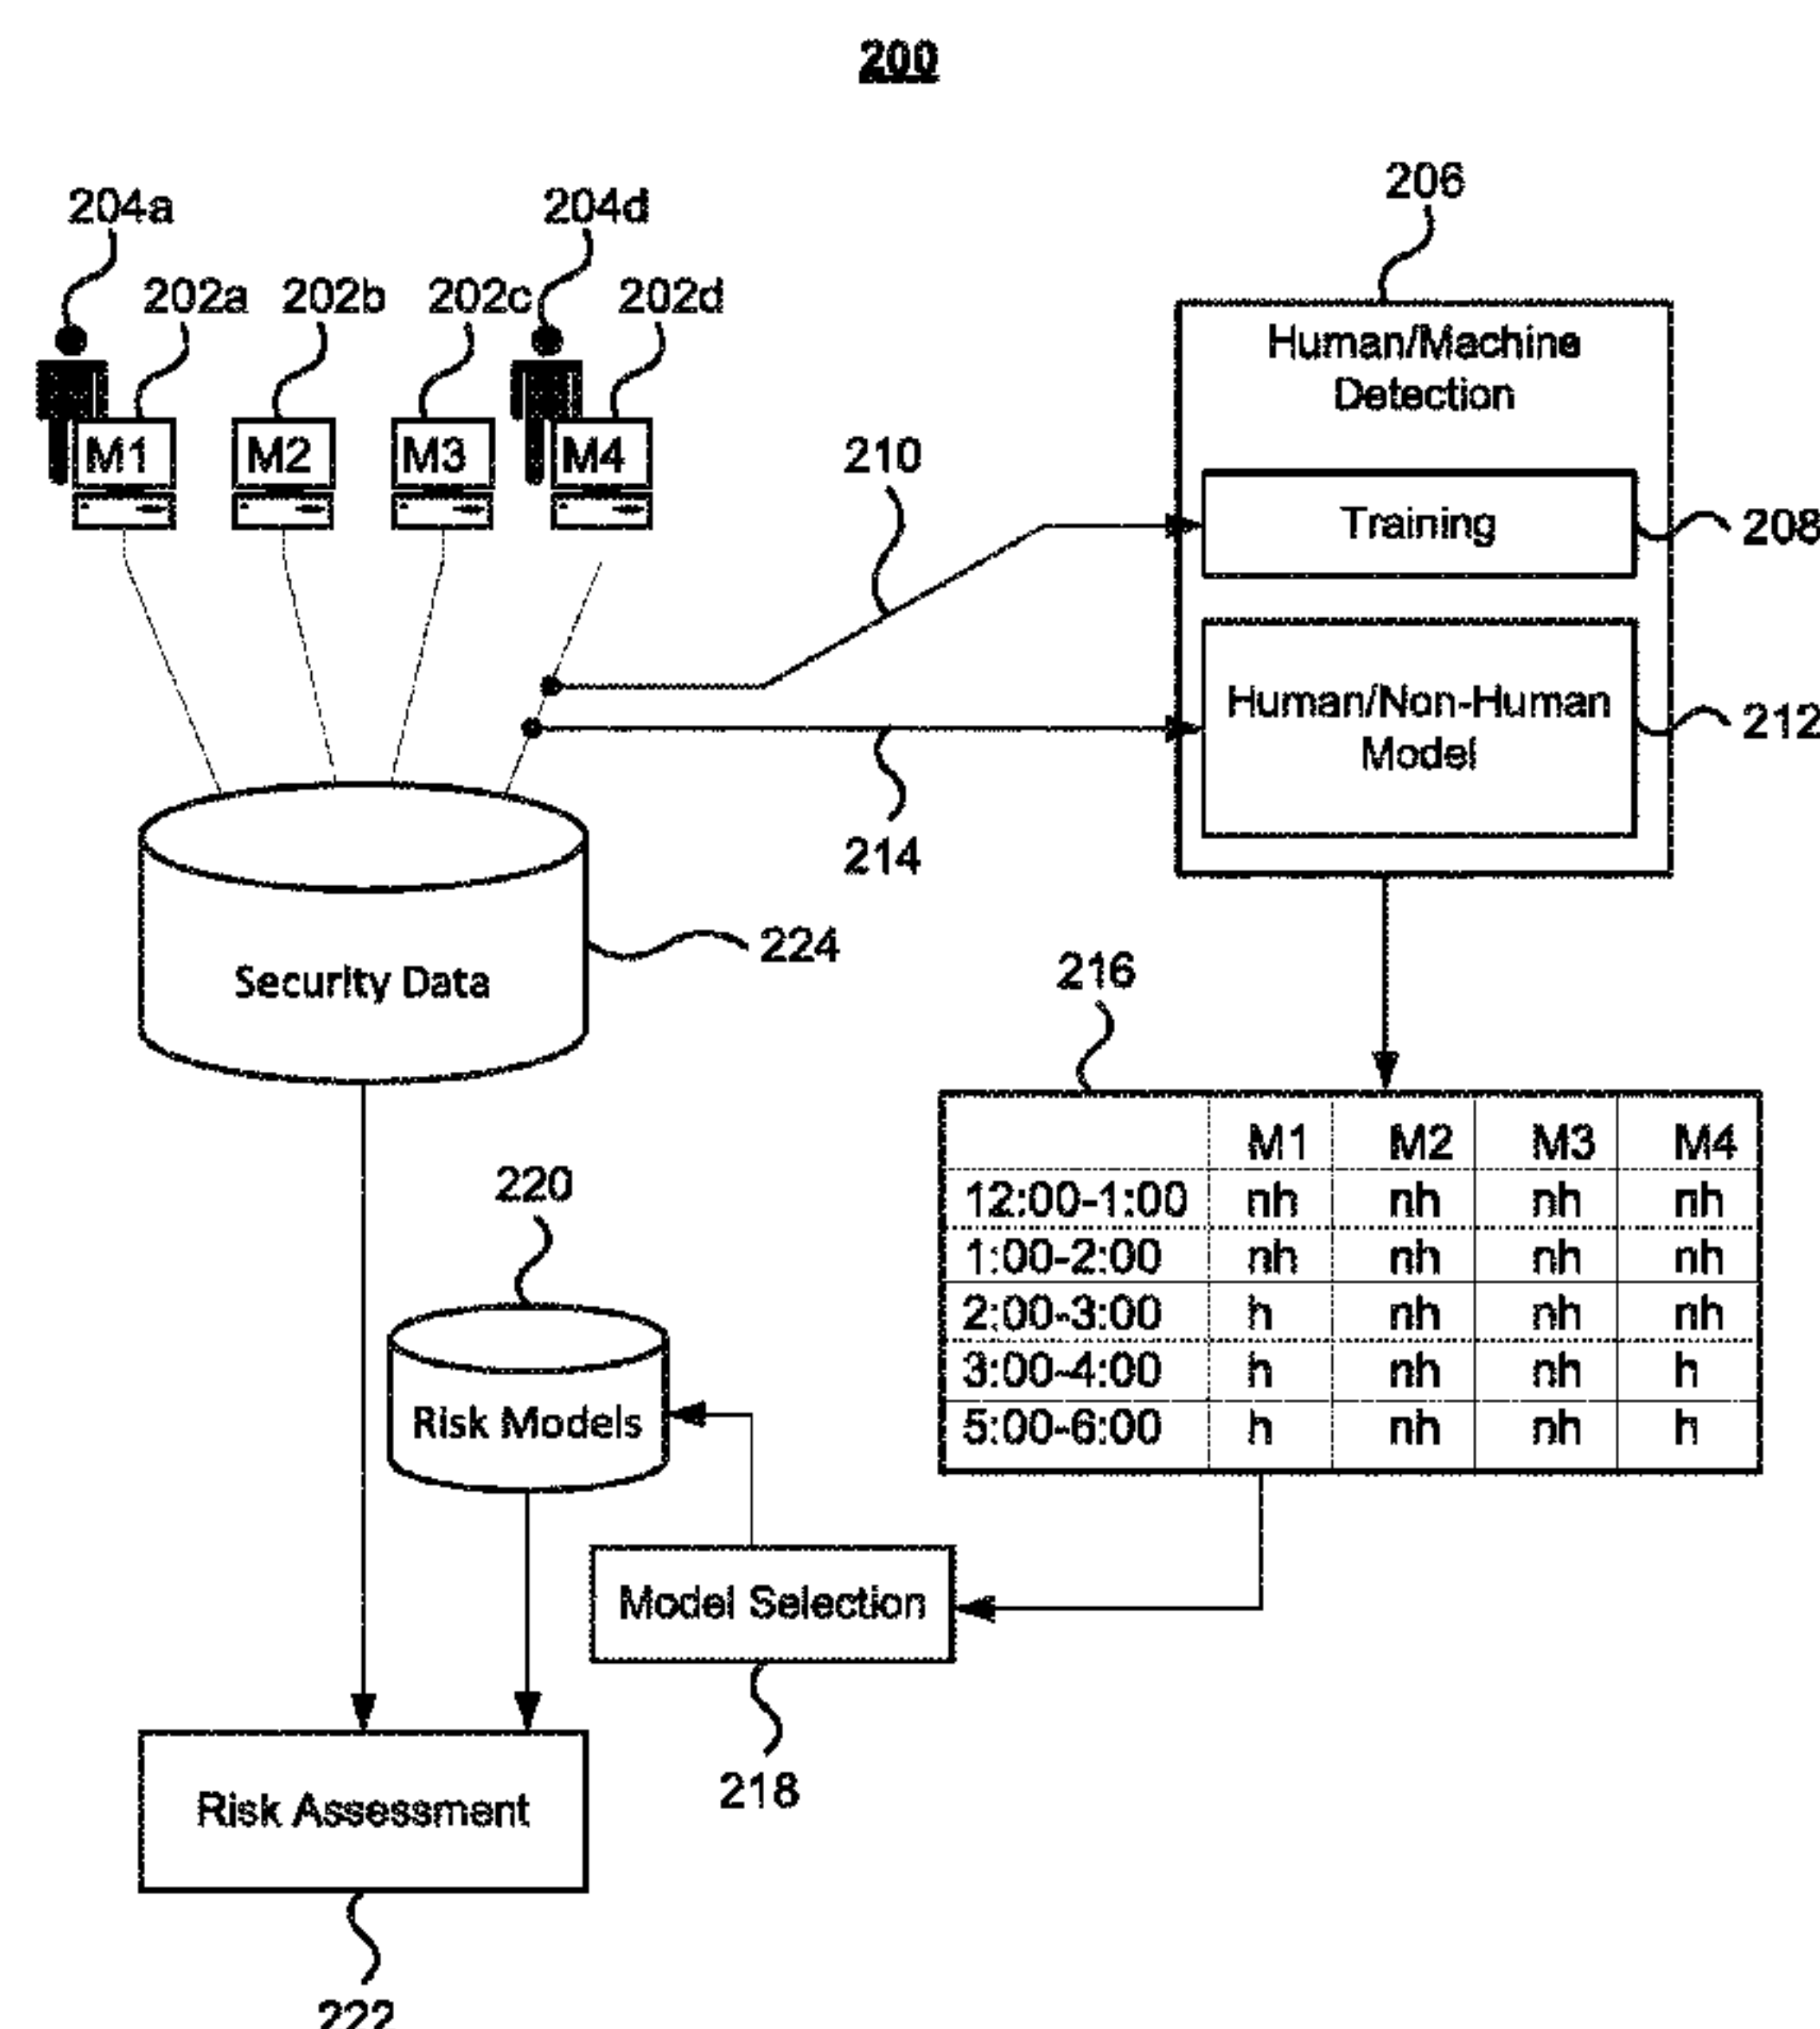 200
204a
204d
206
202a
202b
202c
202d
Human/Machine
Detection
M1
M2
M3
M4
210
Training
208
Human/Non-Human
Model
212
214
224
Security Data
216
M1 M2 M3 M4
12:00-1:00 nh nh nh nh
1:00-2:00 nh nh nh nh
2:00-3:00 h nh nh nh
3:00-4:00 h nh nh h
5:00-6:00 h nh nh h
220
Risk Models
Model Selection
218
Risk Assessment
222